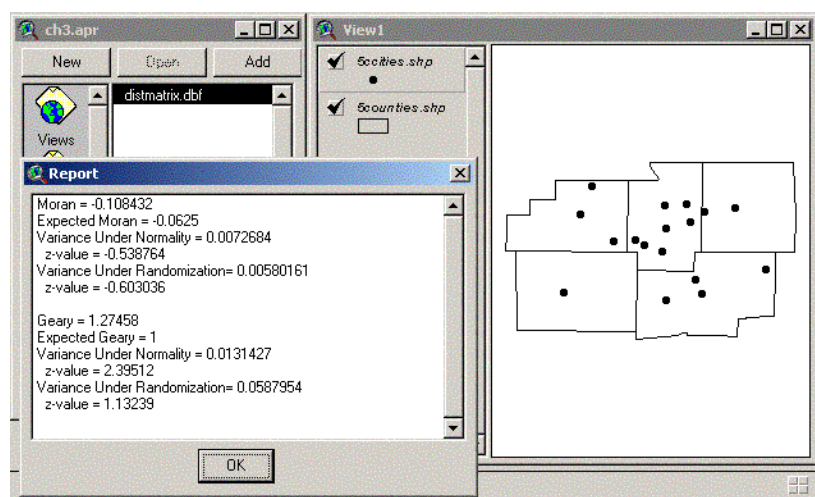 ch3.apr
New Open Add
distmatrix.dbf
Views
View1
5ccities.shp
5counties.shp
Report
Moran = -0.108432
Expected Moran = -0.0625
Variance Under Normality = 0.0072684
z-value = -0.538764
Variance Under Randomization= 0.00580161
z-value = -0.603036
Geary = 1.27458
Expected Geary = 1
Variance Under Normality = 0.0131427
z-value = 2.39512
Variance Under Randomization= 0.0587954
z-value = 1.13239
OK